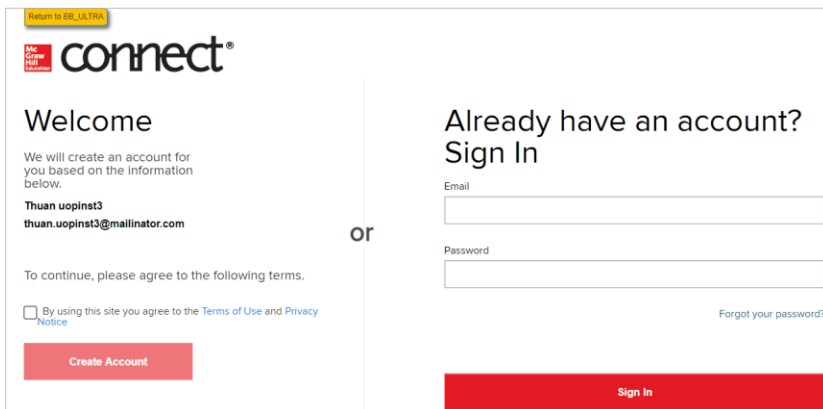 Return to BB_ULTRA
Mc
Graw
Hill
Education
connect®
Welcome
We will create an account for
you based on the information
below.
Thuan uopinst3
thuan.uopinst3@mailinator.com
To continue, please agree to the following terms.
By using this site you agree to the Terms of Use and Privacy
Notice
Create Account
or
Already have an account?
Sign In
Email
Password
Forgot your password?
Sign In